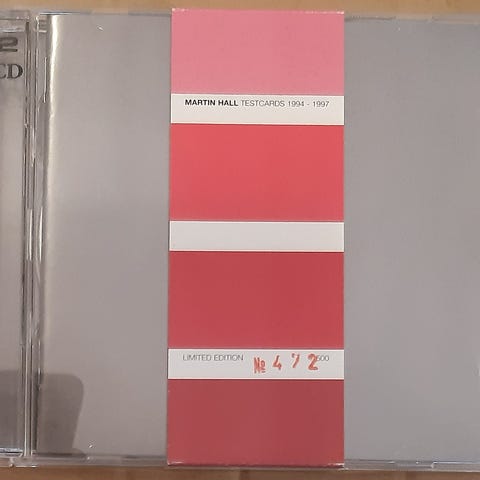 2
CD
MARTIN HALL TESTCARDS 1994 - 1997
LIMITED EDITION № 472 500